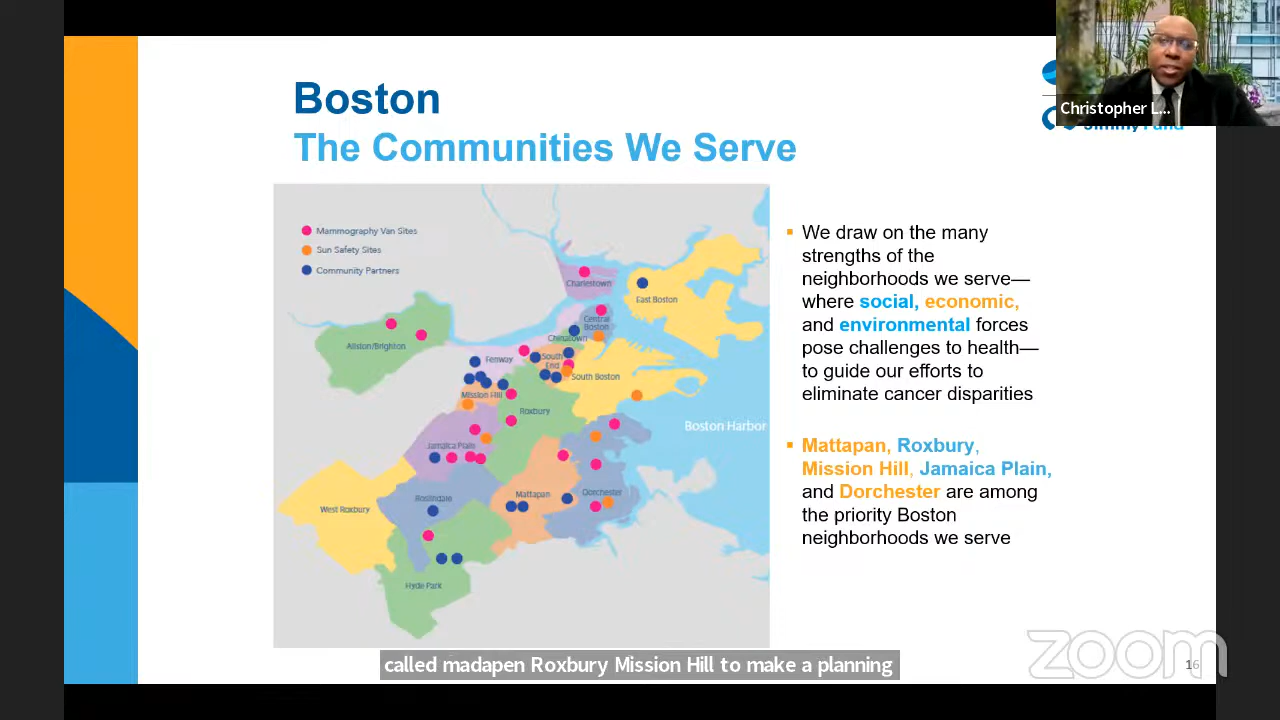 Boston
The Communities We Serve
Christopher L...
Jimmy Fund
Mammography Van Sites
Sun Safety Sites
Community Partners
Charlestown
East Boston
Central
Boston
Chinatown
Allston/Brighton
Fenway
South
End
South Boston
Mission Hill
Roxbury
Boston Harbor
Jamaica Plain
Roslindale
Mattapan
Dorchester
West Roxbury
Hyde Park
We draw on the many
strengths of the
neighborhoods we serve—
where social, economic,
and environmental forces
pose challenges to health—
to guide our efforts to
eliminate cancer disparities
Mattapan, Roxbury,
Mission Hill, Jamaica Plain,
and Dorchester are among
the priority Boston
neighborhoods we serve
called madapen Roxbury Mission Hill to make a planning
zoom
16